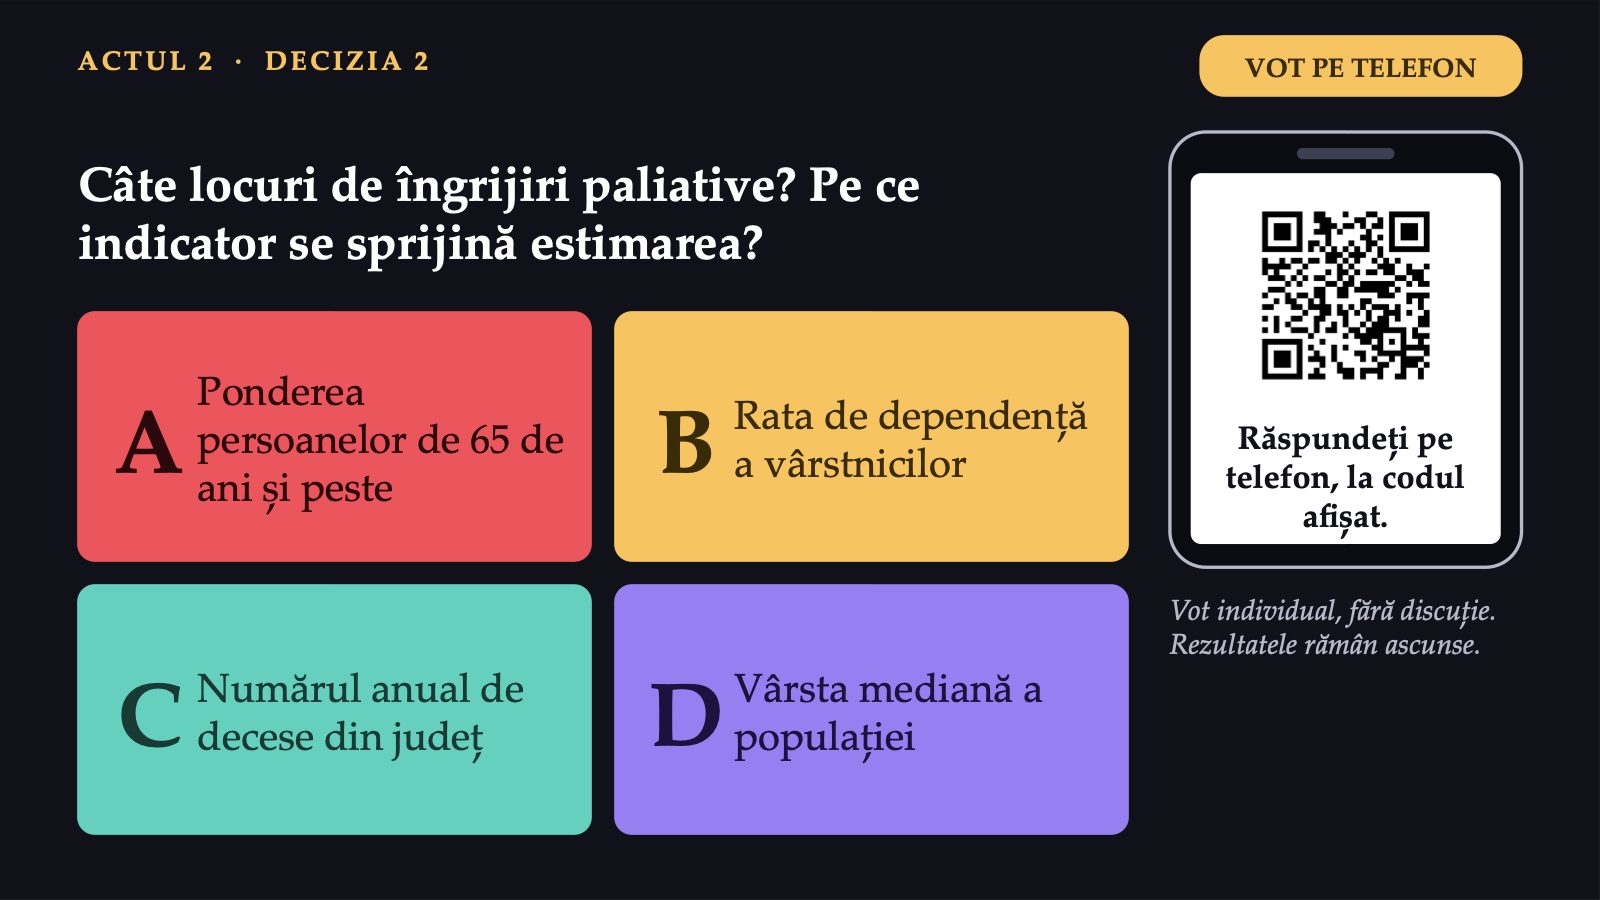 ACTUL 2 · DECIZIA 2
VOT PE TELEFON
Câte locuri de îngrijiri paliative? Pe ce
indicator se sprijină estimarea?
A
Ponderea
persoanelor de 65 de
ani și peste
B
Rata de dependență
a vârstnicilor
C
Numărul anual de
decese din județ
D
Vârsta mediană a
populației
Răspundeți pe
telefon, la codul
afișat.
Vot individual, fără discuție.
Rezultatele rămân ascunse.